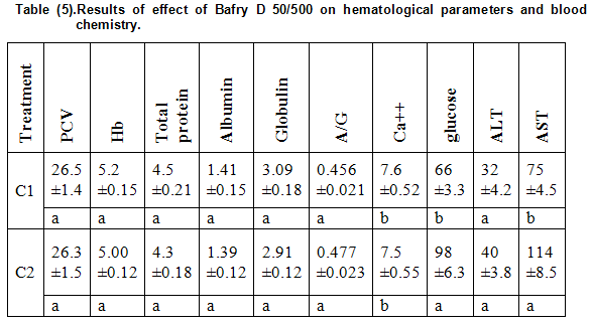 Table (5).Results of effect of Bafry D 50/500 on hematological parameters and blood
chemistry.
Treatment PCV Hb Total protein Albumin Globulin A/G Ca++ glucose ALT AST
C1 26.5 5.2 4.5 1.41 3.09 0.456 7.6 66 32 75
±1.4 ±0.15 ±0.21 ±0.15 ±0.18 ±0.021 ±0.52 ±3.3 ±4.2 ±4.5
a a a a a a b b a b
C2 26.3 5.00 4.3 1.39 2.91 0.477 7.5 98 40 114
±1.5 ±0.12 ±0.18 ±0.12 ±0.12 ±0.023 ±0.55 ±6.3 ±3.8 ±8.5
a a a a a a b a a a